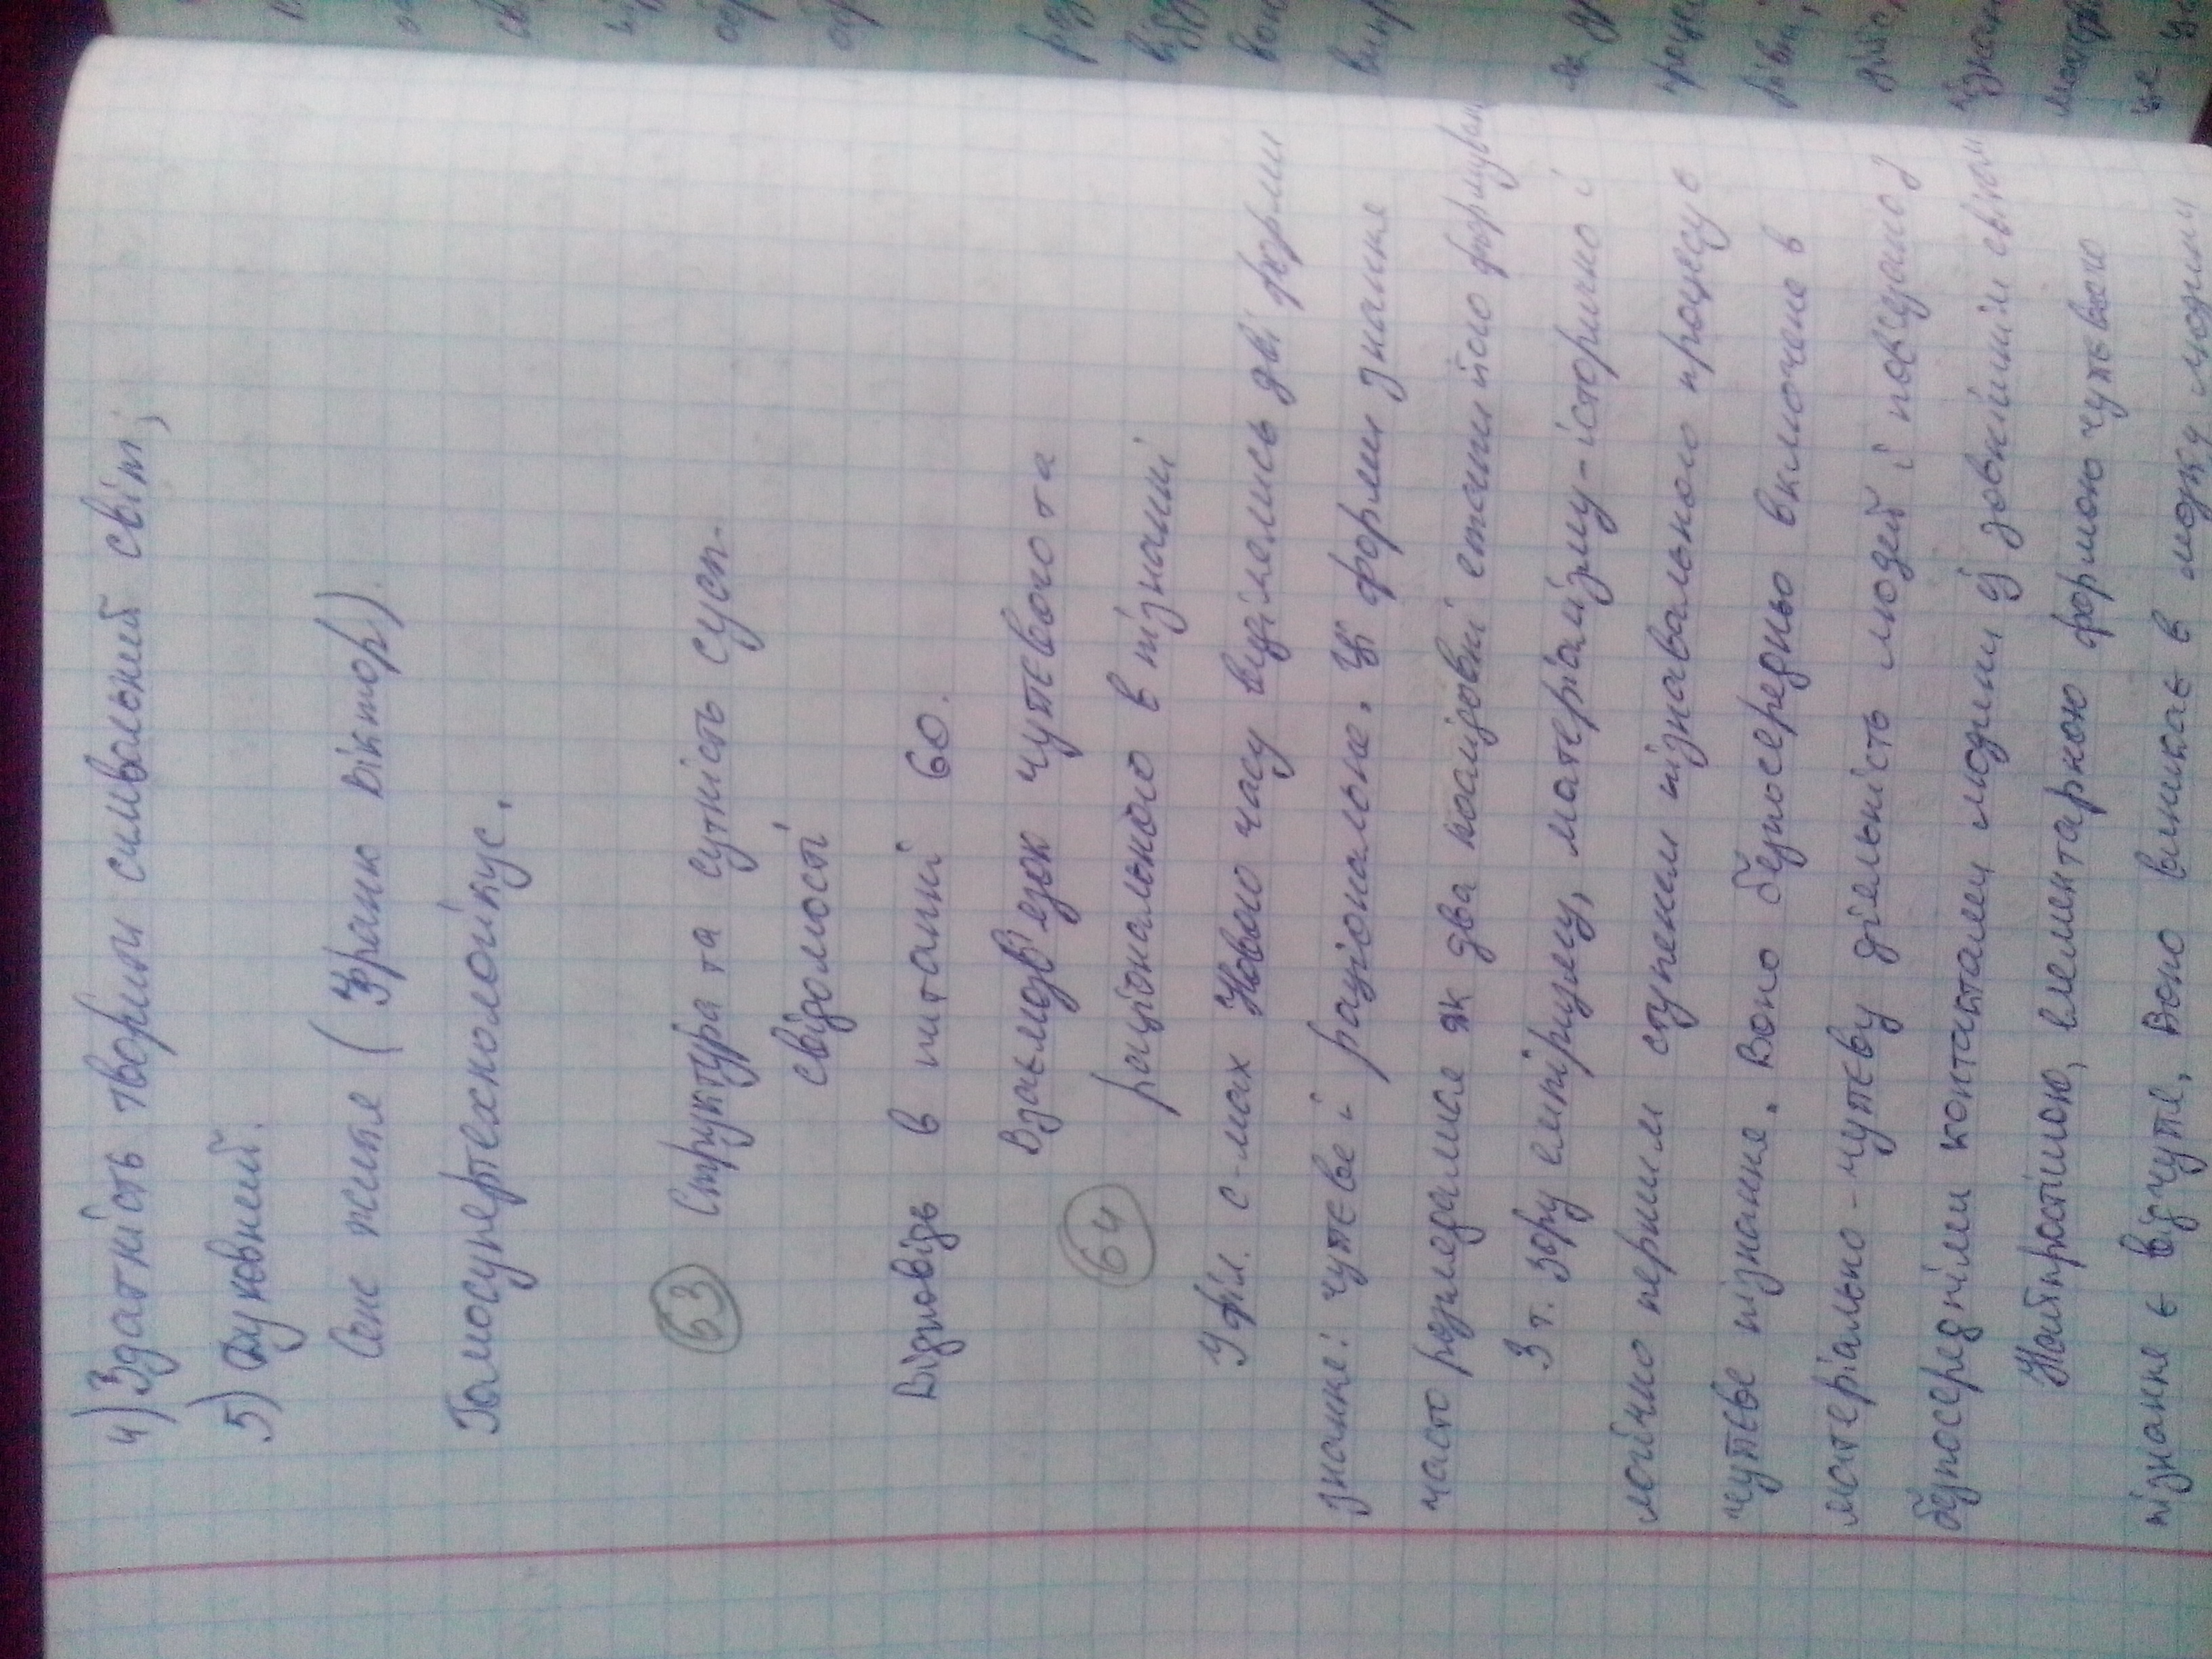 4) Здатність творити символьний світ;
5) Духовний.
Сенс життя (Франк Віктор).
Гомосупертехнологікус.
63 Структура та сутність сусп.
свідомості
Відповідь в питанні 60.
Взаємозв'язок чуттєвого та
64
раціонального в пізнанні
У філ. с-мах Нового часу виділялись дві форми
знання: чуттєве і раціональне. Ці форми знання
часто розглядалися як два послідовні етапи його формуван
З т. зору емпіризму, матеріалізму - історично і
логічно першим ступенем пізнавального процесу є
чуттєве пізнання. Воно безпосередньо включене в
матеріально-чуттєву діяльність людей і пов'язано з
безпосередніми контактами людини із зовнішнім світом
Найпростішою, елементарною формою чуттєвого
пізнання є відчуття. Воно виникає в мозку людини